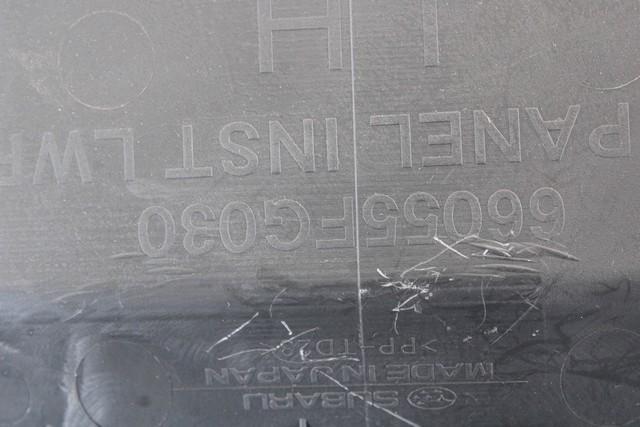 SUBARU
MADE IN JAPAN
>PP-TD20<
66055FG030
PANEL INST LWR
LH